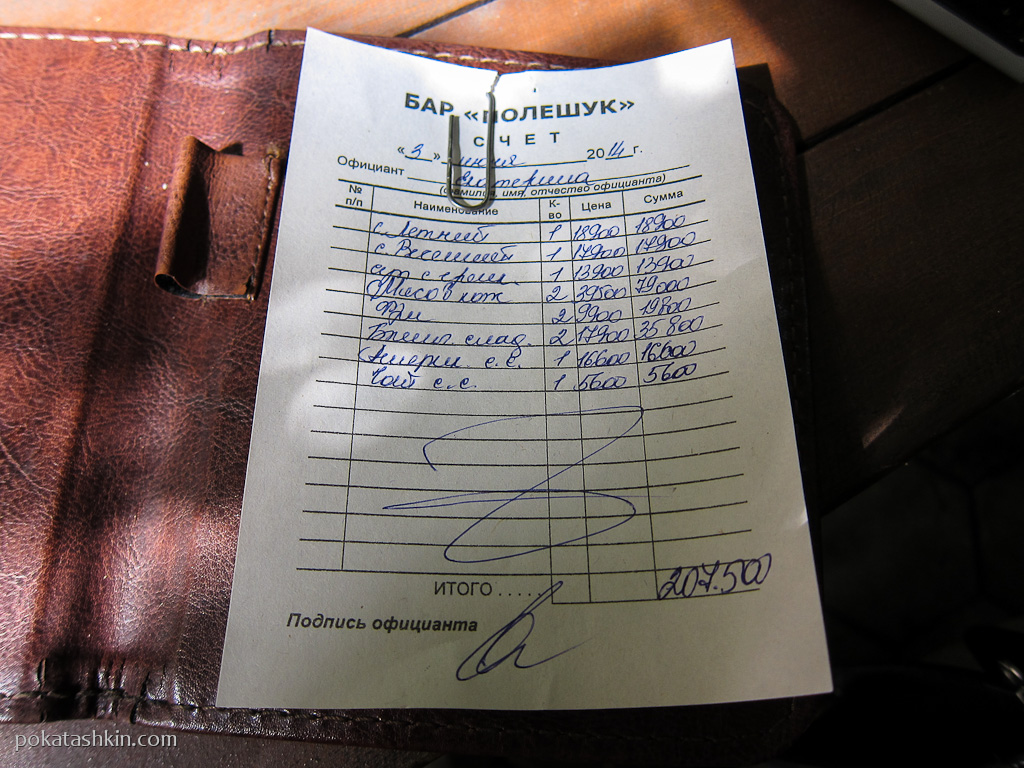 БАР «ПОЛЕШУК»
СЧЕТ
«3» июня 2014 г.
Официант Екатерина
(фамилия, имя, отчество официанта)
№ п/п Наименование К-во Цена Сумма
с. Летний 1 18900 18900
с. Весенний 1 17900 17900
1 13900 13900
Мясо 2 39500 79000
Фри 2 9900 19800
слад. 2 17900 35800
с.с. 1 16600 16600
Чай с.с. 1 5600 5600
ИТОГО ..... 207.500
Подпись официанта
pokatashkin.com